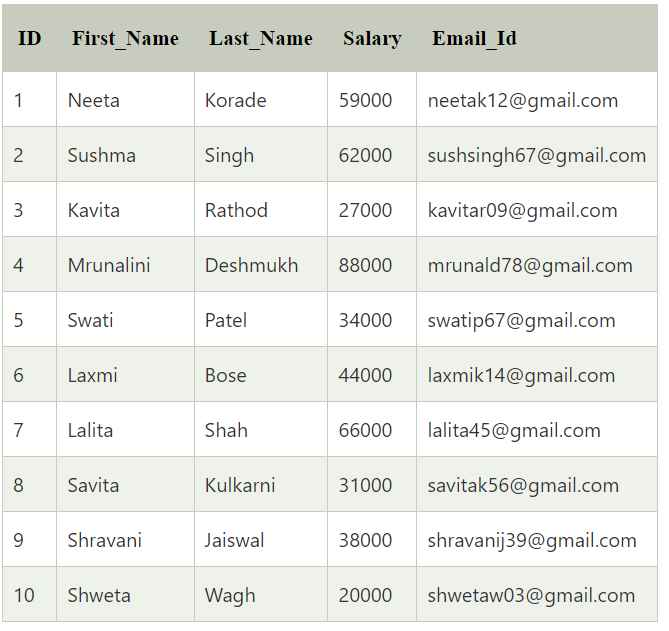 ID First_Name Last_Name Salary Email_Id
1 Neeta Korade 59000 neetak12@gmail.com
2 Sushma Singh 62000 sushsingh67@gmail.com
3 Kavita Rathod 27000 kavitar09@gmail.com
4 Mrunalini Deshmukh 88000 mrunald78@gmail.com
5 Swati Patel 34000 swatip67@gmail.com
6 Laxmi Bose 44000 laxmik14@gmail.com
7 Lalita Shah 66000 lalita45@gmail.com
8 Savita Kulkarni 31000 savitak56@gmail.com
9 Shravani Jaiswal 38000 shravanij39@gmail.com
10 Shweta Wagh 20000 shwetaw03@gmail.com